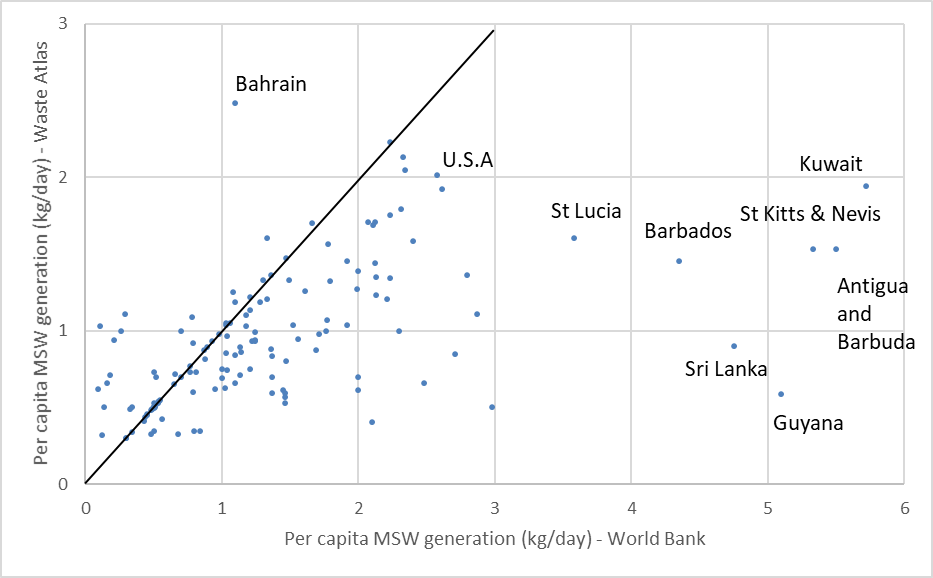 Per capita MSW generation (kg/day) - Waste Atlas
3
2
1
0
Bahrain
U.S.A
Kuwait
St Lucia
St Kitts & Nevis
Barbados
Antigua
and
Barbuda
Sri Lanka
Guyana
0 1 2 3 4 5 6
Per capita MSW generation (kg/day) - World Bank